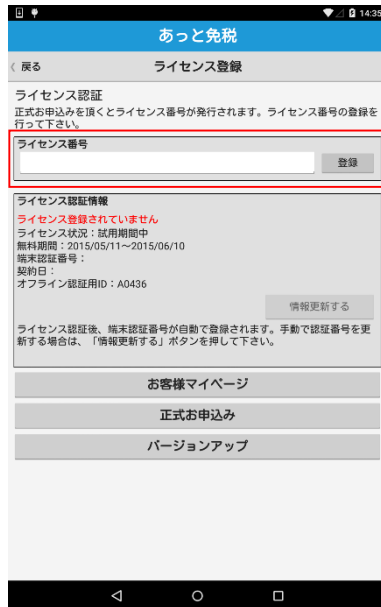 14:35
あっと免税
戻る
ライセンス登録
ライセンス認証
正式お申込みを頂くとライセンス番号が発行されます。ライセンス番号の登録を
行って下さい。
ライセンス番号
登録
ライセンス認証情報
ライセンス登録されていません
ライセンス状況：試用期間中
無料期間：2015/05/11～2015/06/10
端末認証番号：
契約日：
オフライン認証用ID：A0436
情報更新する
ライセンス認証後、端末認証番号が自動で登録されます。手動で認証番号を更
新する場合は、「情報更新する」ボタンを押して下さい。
お客様マイページ
正式お申込み
バージョンアップ